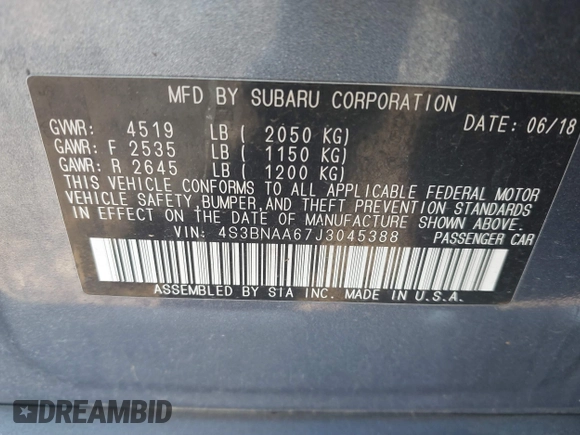 MFD BY SUBARU CORPORATION
GVWR: 4519 LB ( 2050 KG) DATE: 06/18
GAWR: F 2535 LB ( 1150 KG)
GAWR: R 2645 LB ( 1200 KG)
THIS VEHICLE CONFORMS TO ALL APPLICABLE FEDERAL MOTOR
VEHICLE SAFETY, BUMPER, AND THEFT PREVENTION STANDARDS
IN EFFECT ON THE DATE OF MANUFACTURE SHOWN ABOVE.
VIN: 4S3BNAA67J3045388 PASSENGER CAR
ASSEMBLED BY SIA INC. MADE IN U.S.A.
DREAMBID